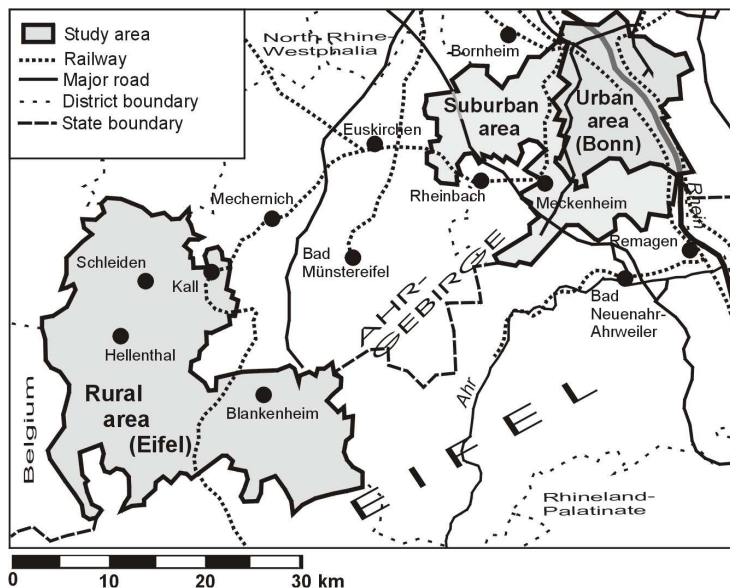 Study area
Railway
Major road
District boundary
State boundary
North Rhine-
Westphalia
Bornheim
Suburban
area
Urban
area
(Bonn)
Euskirchen
Rheinbach
Meckenheim
Rhein
Mechernich
Remagen
Bad
Münstereifel
Schleiden
Kall
AHR-
GEBIRGE
Bad
Neuenahr-
Ahrweiler
Hellenthal
Rural
area
(Eifel)
Blankenheim
Ahr
Belgium
EIFEL
Rhineland-
Palatinate
0 10 20 30 km